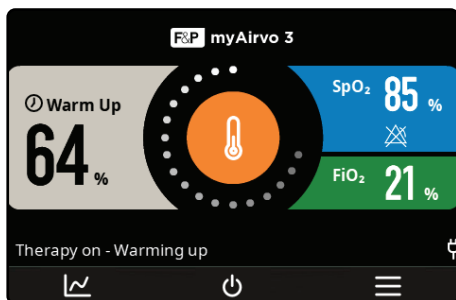 F&P myAirvo 3
Warm Up
64 %
SpO₂ 85 %
FiO₂ 21 %
Therapy on - Warming up